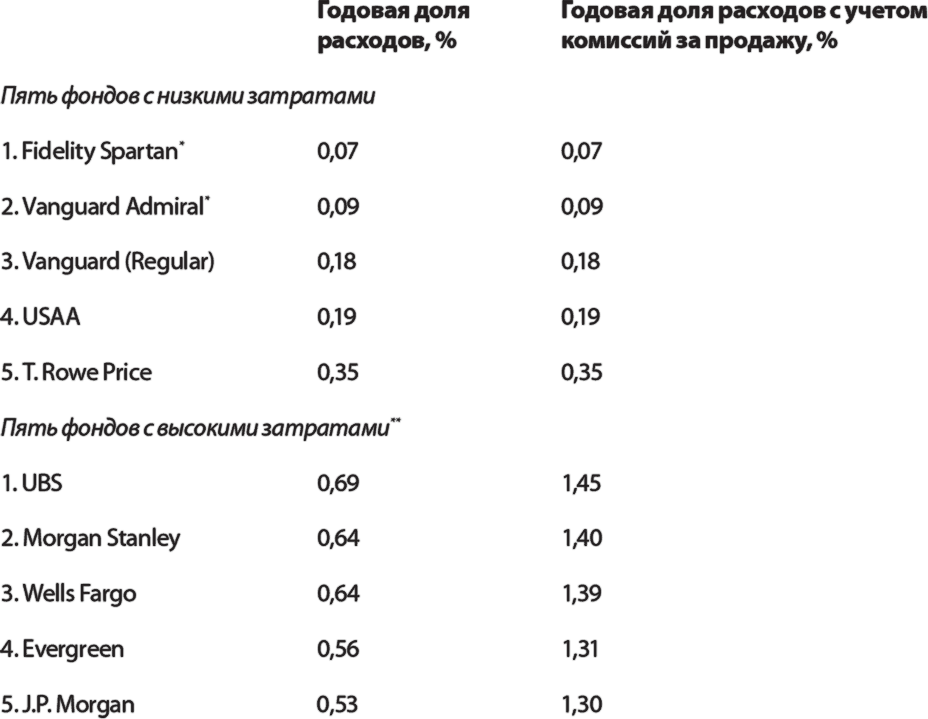 Годовая доля Годовая доля расходов с учетом
расходов, % комиссий за продажу, %
Пять фондов с низкими затратами
1. Fidelity Spartan* 0,07 0,07
2. Vanguard Admiral* 0,09 0,09
3. Vanguard (Regular) 0,18 0,18
4. USAA 0,19 0,19
5. T. Rowe Price 0,35 0,35
Пять фондов с высокими затратами**
1. UBS 0,69 1,45
2. Morgan Stanley 0,64 1,40
3. Wells Fargo 0,64 1,39
4. Evergreen 0,56 1,31
5. J.P. Morgan 0,53 1,30